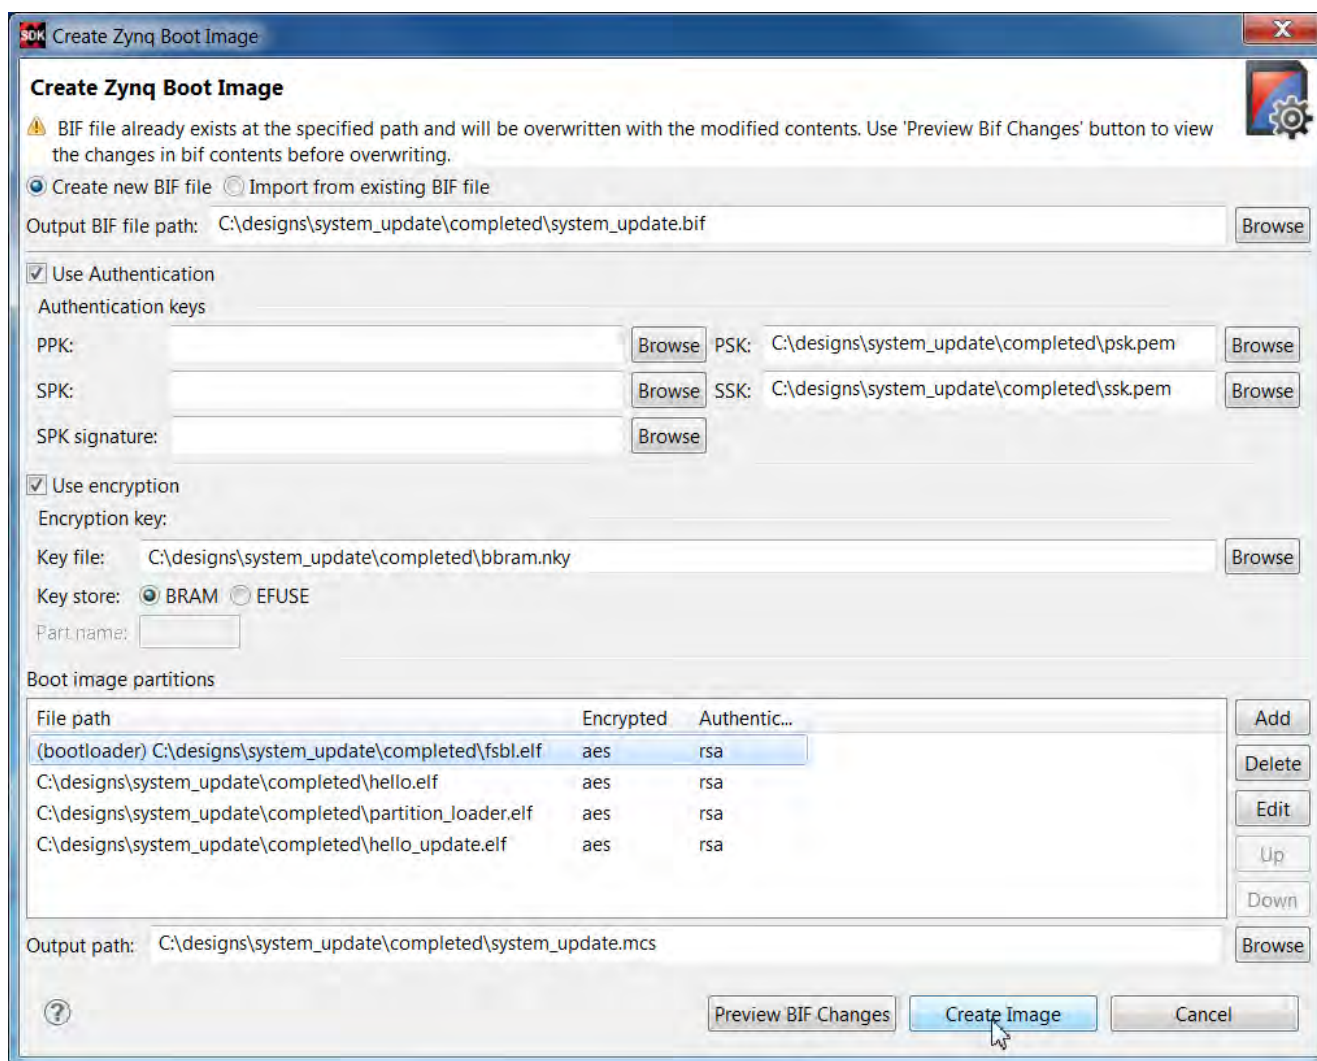 SDK Create Zynq Boot Image X
Create Zynq Boot Image
BIF file already exists at the specified path and will be overwritten with the modified contents. Use 'Preview Bif Changes' button to view
the changes in bif contents before overwriting.
Create new BIF file Import from existing BIF file
Output BIF file path: C:\designs\system_update\completed\system_update.bif Browse
Use Authentication
Authentication keys
PPK: Browse PSK: C:\designs\system_update\completed\psk.pem Browse
SPK: Browse SSK: C:\designs\system_update\completed\ssk.pem Browse
SPK signature: Browse
Use encryption
Encryption key:
Key file: C:\designs\system_update\completed\bbram.nky Browse
Key store: BRAM EFUSE
Part name:
Boot image partitions
File path Encrypted Authentic... Add
(bootloader) C:\designs\system_update\completed\fsbl.elf aes rsa Delete
C:\designs\system_update\completed\hello.elf aes rsa
C:\designs\system_update\completed\partition_loader.elf aes rsa Edit
C:\designs\system_update\completed\hello_update.elf aes rsa Up
Down
Output path: C:\designs\system_update\completed\system_update.mcs Browse
? Preview BIF Changes Create Image Cancel